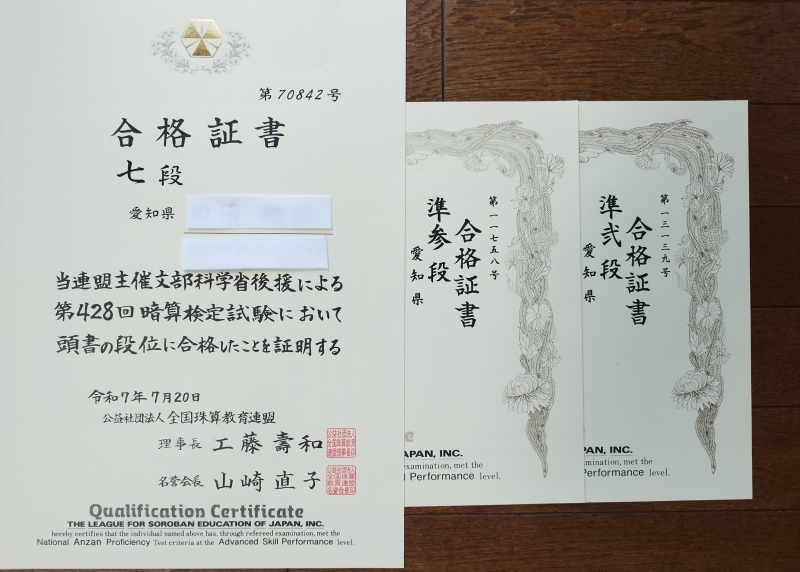 第70842号
合格証書
七段
愛知県
当連盟主催文部科学省後援による
第428回暗算検定試験において
頭書の段位に合格したことを証明する
令和7年7月20日
公益社団法人 全国珠算教育連盟
理事長 工藤壽和
名誉会長 山崎直子
Qualification Certificate
THE LEAGUE FOR SOROBAN EDUCATION OF JAPAN, INC.
hereby certifies that the individual named above has, through refereed examination, met the
National Anzan Proficiency Test criteria at the Advanced Skill Performance level.
第一一七五八号
合格証書
準参段
愛知県
APAN, INC.
examination, met the
Performance level.
第一三一三九号
合格証書
準弐段
愛知県
PAN, INC.
mination, met the
Performance level.